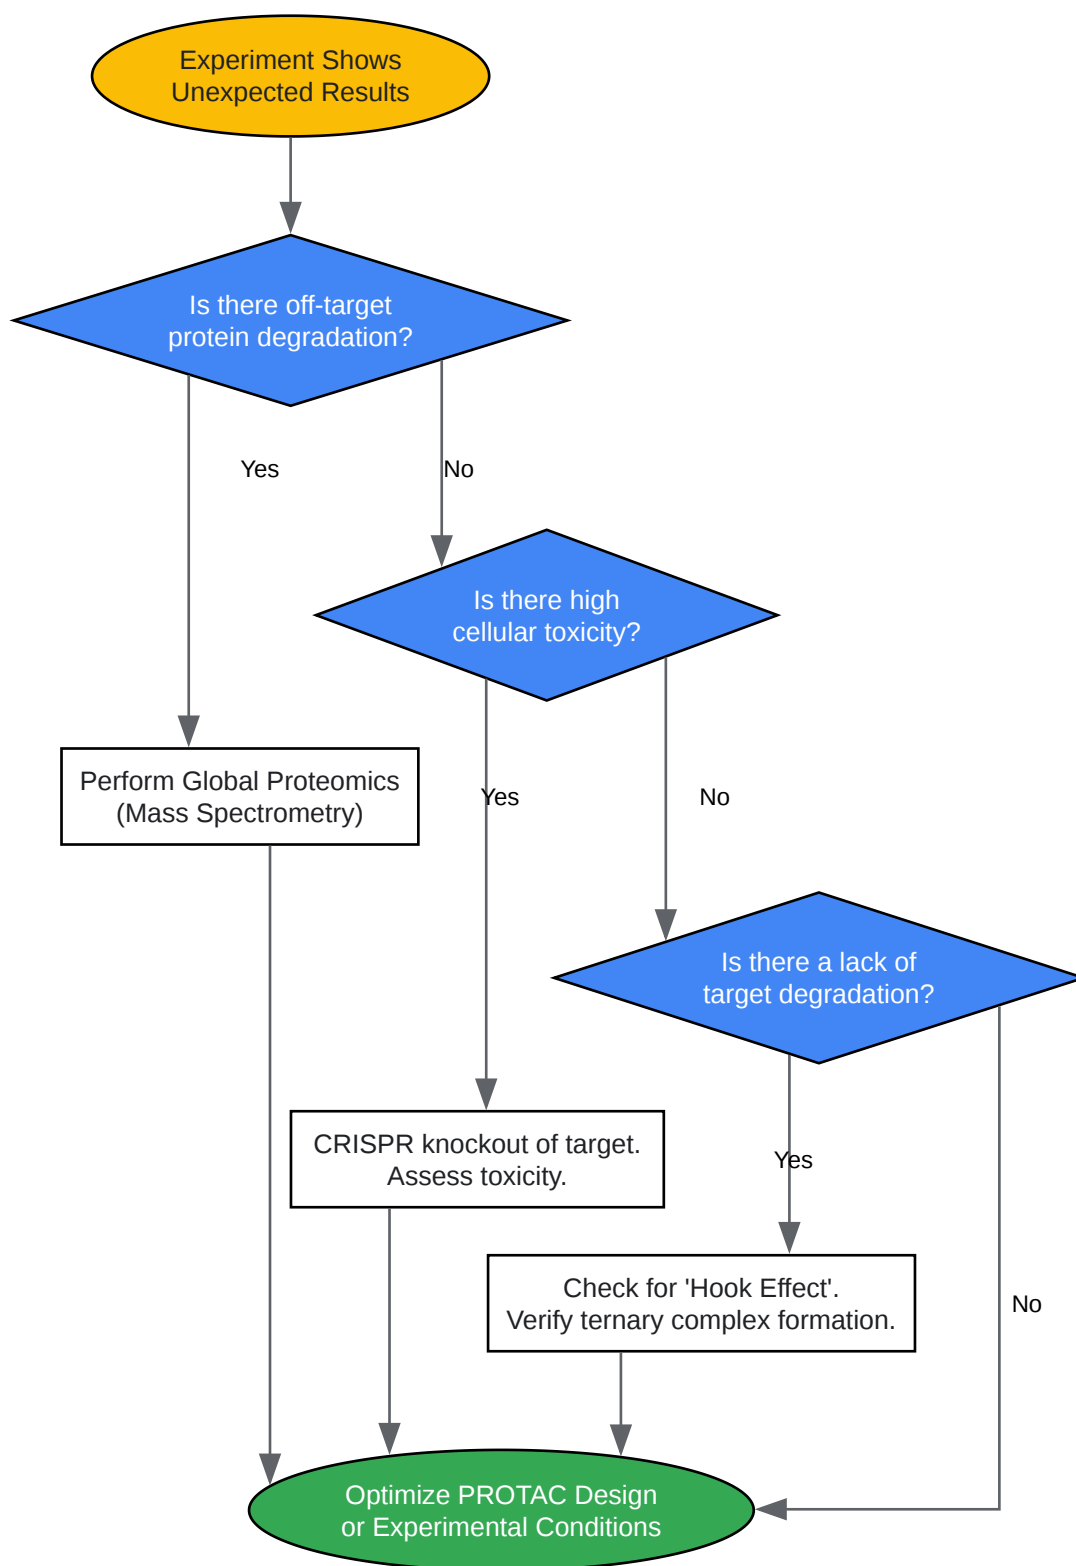 Experiment Shows
Unexpected Results
Is there off-target
protein degradation?
Yes
No
Is there high
cellular toxicity?
Perform Global Proteomics
(Mass Spectrometry)
Yes
No
Is there a lack of
target degradation?
CRISPR knockout of target.
Assess toxicity.
Yes
Check for 'Hook Effect'.
Verify ternary complex formation.
No
Optimize PROTAC Design
or Experimental Conditions